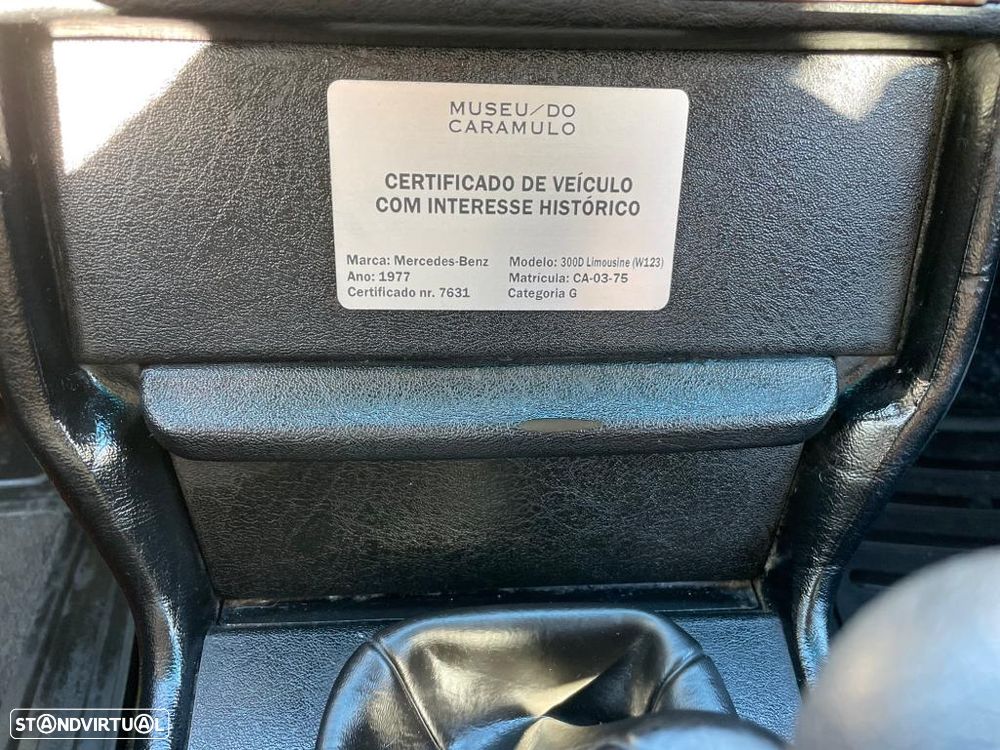 MUSEU/DO
CARAMULO
CERTIFICADO DE VEÍCULO
COM INTERESSE HISTÓRICO
Marca: Mercedes-Benz Modelo: 300D Limousine (W123)
Ano: 1977 Matrícula: CA-03-75
Certificado nr. 7631 Categoria G
STANDVIRTUAL